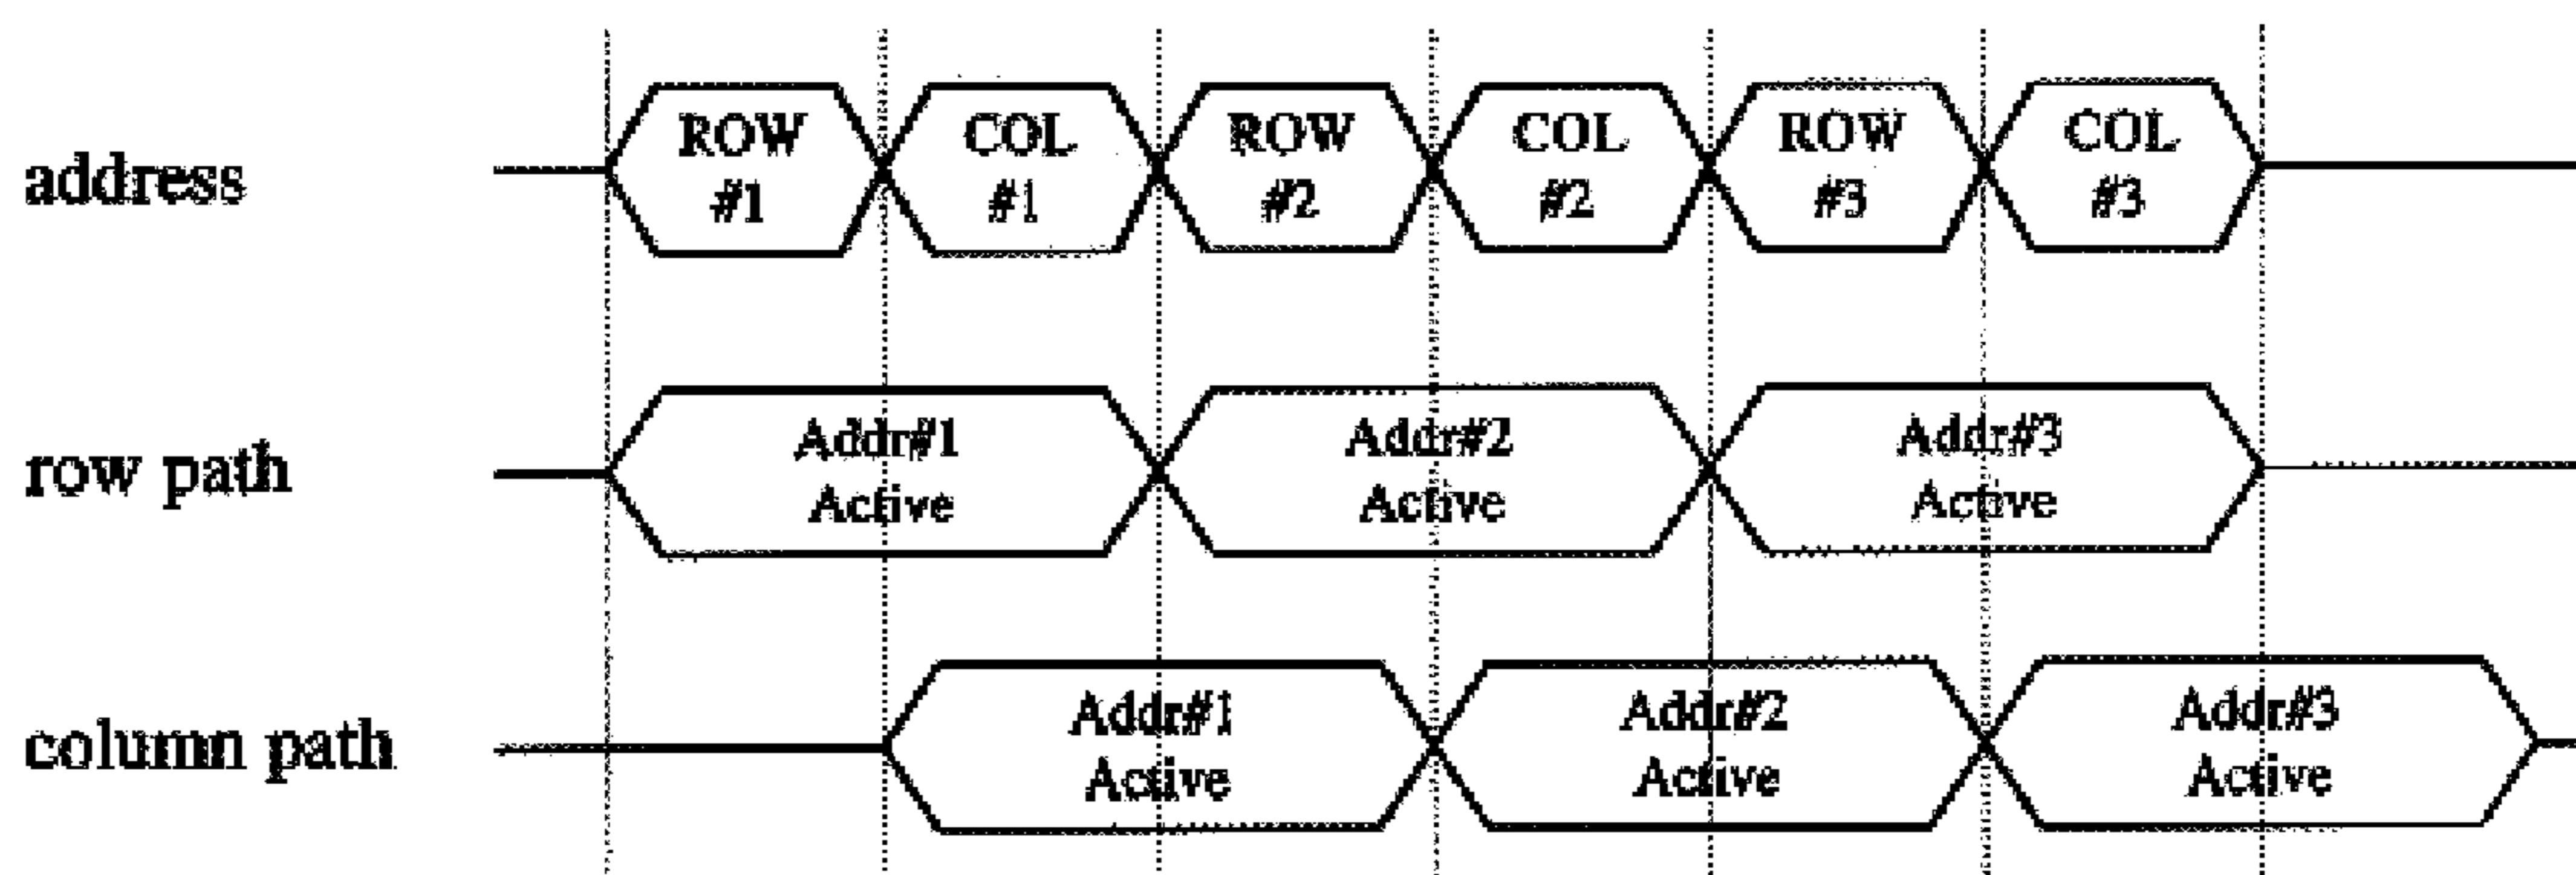 address
ROW COL ROW COL ROW COL
#1 #1 #2 #2 #3 #3
row path
Addr#1 Addr#2 Addr#3
Active Active Active
column path
Addr#1 Addr#2 Addr#3
Active Active Active